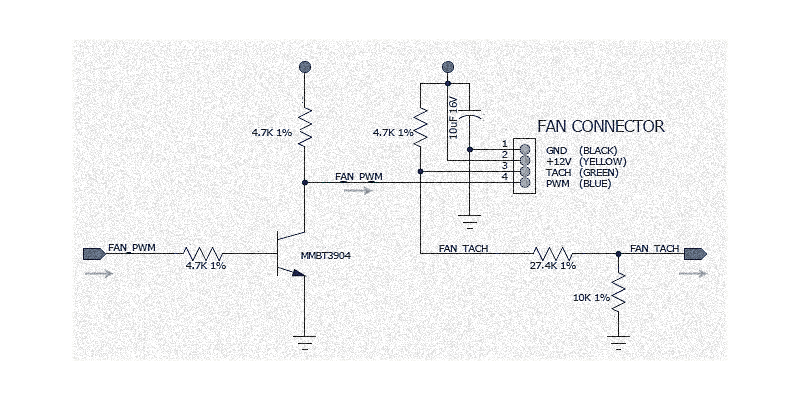 10uF 16V
4.7K 1%
4.7K 1%
FAN CONNECTOR
1 GND (BLACK)
2 +12V (YELLOW)
3 TACH (GREEN)
4 PWM (BLUE)
FAN_PWM
FAN_PWM
4.7K 1%
MMBT3904
FAN_TACH
27.4K 1%
FAN_TACH
10K 1%